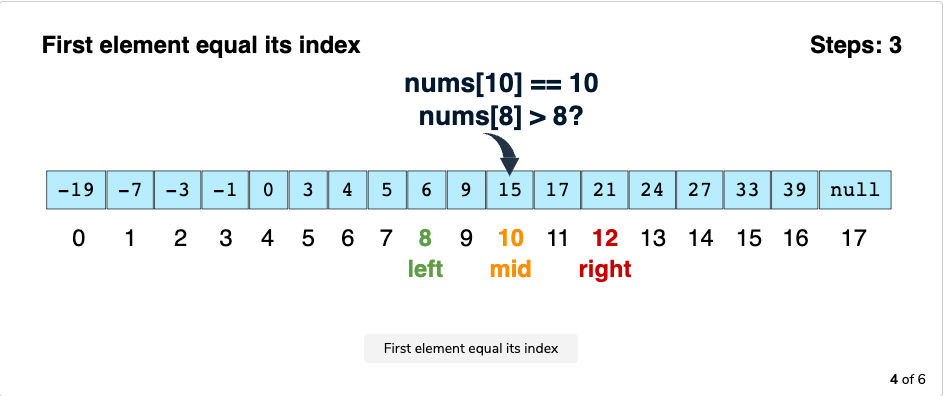 First element equal its index
Steps: 3
nums[10] == 10
nums[8] > 8?
-19 -7 -3 -1 0 3 4 5 6 9 15 17 21 24 27 33 39 null
0 1 2 3 4 5 6 7 8 9 10 11 12 13 14 15 16 17
left mid right
First element equal its index
4 of 6